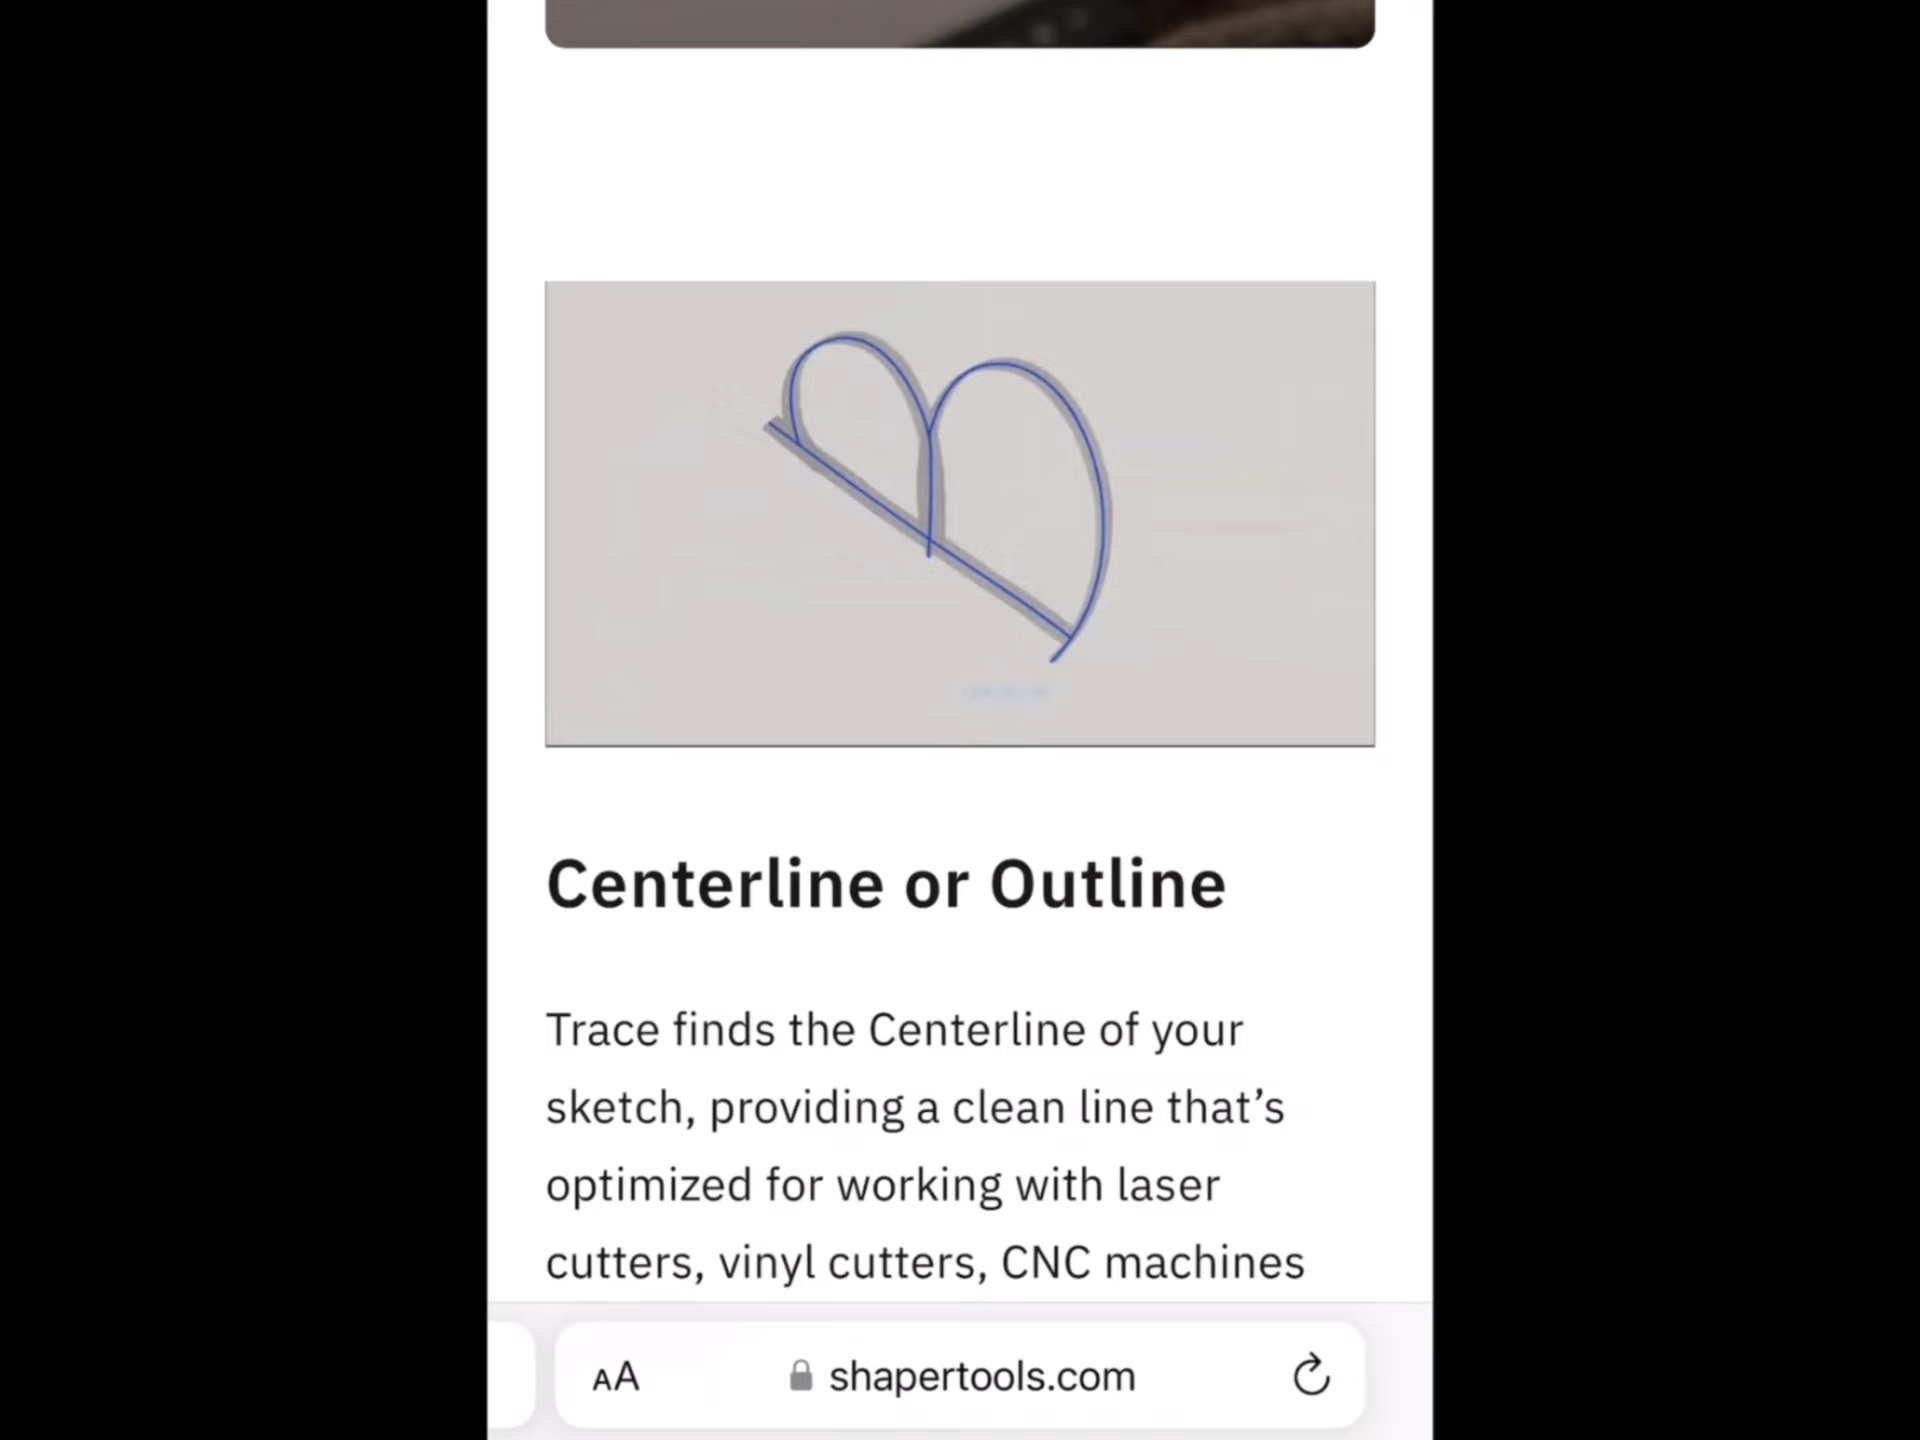 Centerline or Outline
Trace finds the Centerline of your
sketch, providing a clean line that’s
optimized for working with laser
cutters, vinyl cutters, CNC machines
AA shapertools.com